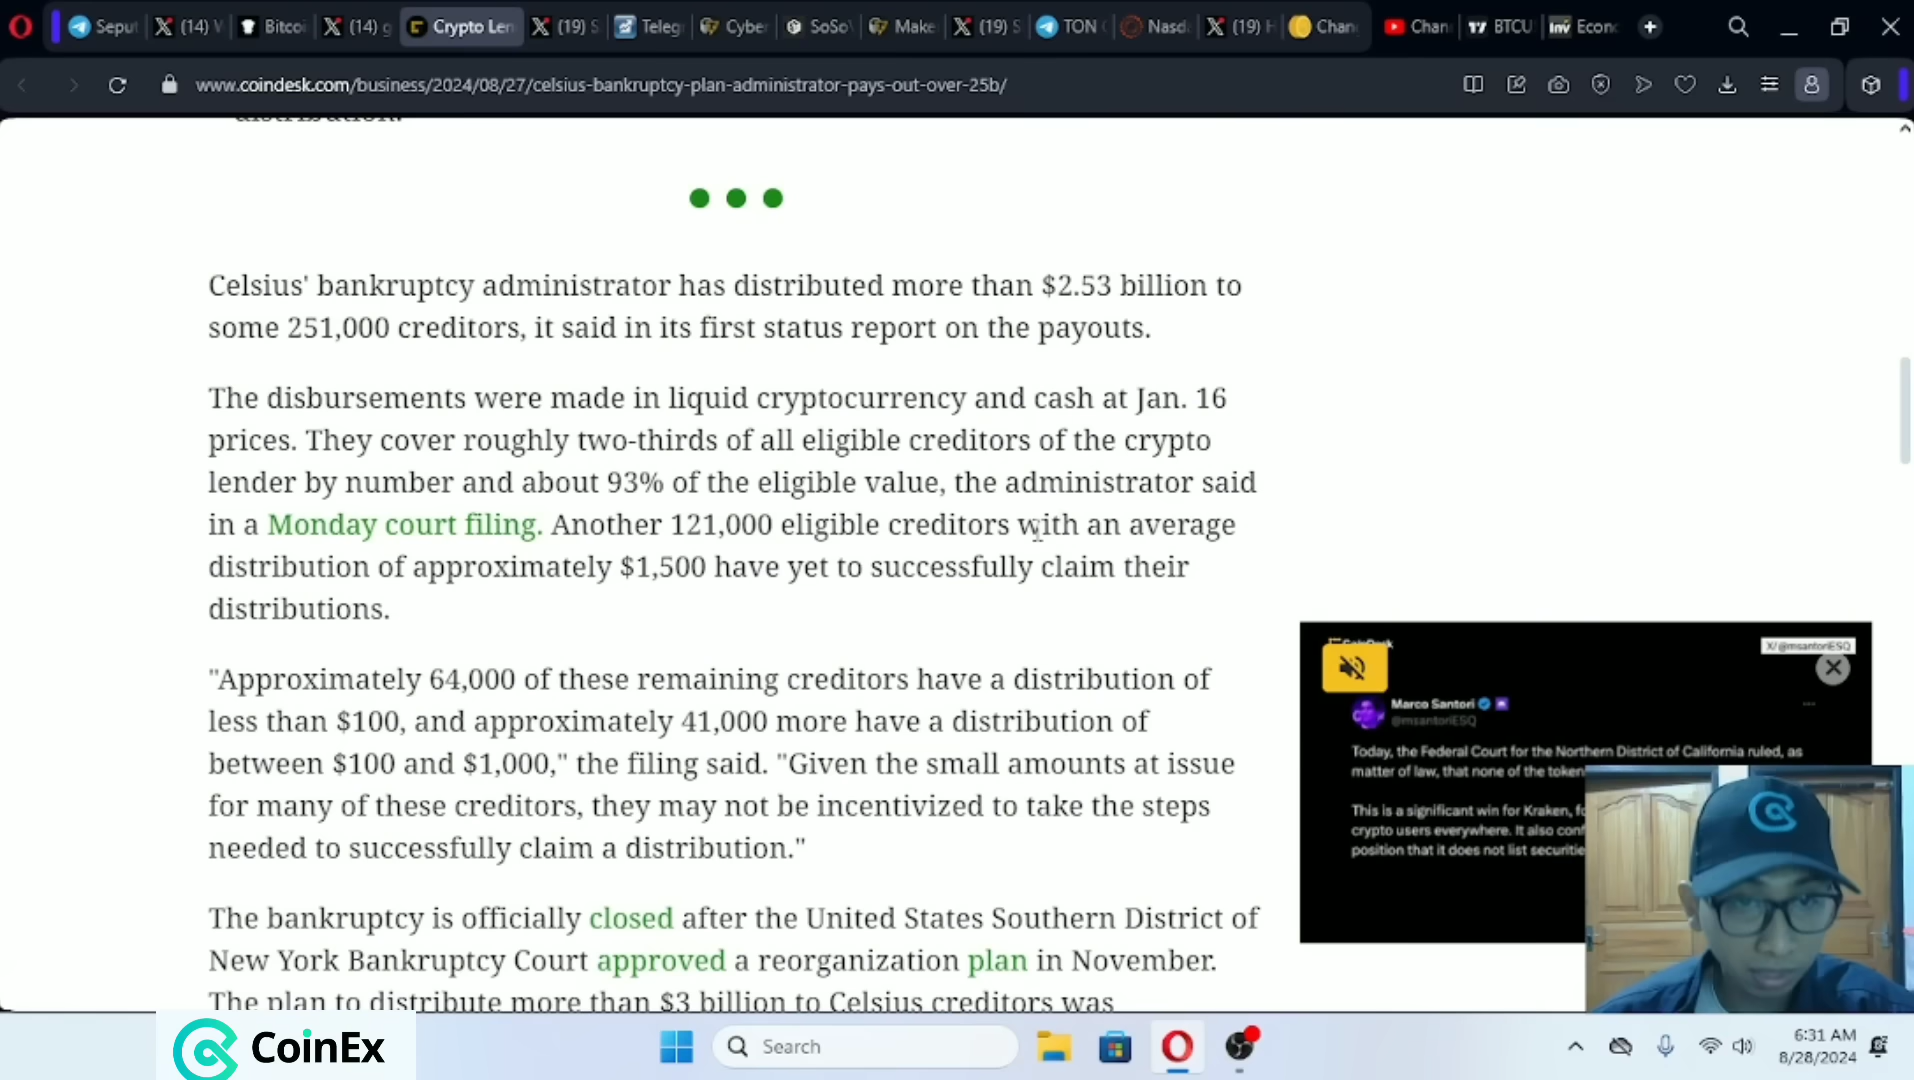 Seput
(14) V
Bitcoi
(14) g
Crypto Len
(19) S
Teleg
Cybe
SoSo
Make
(19) S
TON
Nasd
(19) H
Chan
Chan
BTCU
Econ
www.coindesk.com/business/2024/08/27/celsius-bankruptcy-plan-administrator-pays-out-over-25b/
distribution.
Celsius' bankruptcy administrator has distributed more than $2.53 billion to
some 251,000 creditors, it said in its first status report on the payouts.
The disbursements were made in liquid cryptocurrency and cash at Jan. 16
prices. They cover roughly two-thirds of all eligible creditors of the crypto
lender by number and about 93% of the eligible value, the administrator said
in a Monday court filing. Another 121,000 eligible creditors with an average
distribution of approximately $1,500 have yet to successfully claim their
distributions.
"Approximately 64,000 of these remaining creditors have a distribution of
less than $100, and approximately 41,000 more have a distribution of
between $100 and $1,000," the filing said. "Given the small amounts at issue
for many of these creditors, they may not be incentivized to take the steps
needed to successfully claim a distribution."
The bankruptcy is officially closed after the United States Southern District of
New York Bankruptcy Court approved a reorganization plan in November.
The plan to distribute more than $3 billion to Celsius creditors was
X/@msantoriESQ
Marco Santori
@msantoriESQ
Today, the Federal Court for the Northern District of California ruled, as
matter of law, that none of the token
This is a significant win for Kraken, fo
crypto users everywhere. It also conf
position that it does not list securitie
CoinEx
Search
6:31 AM
8/28/2024